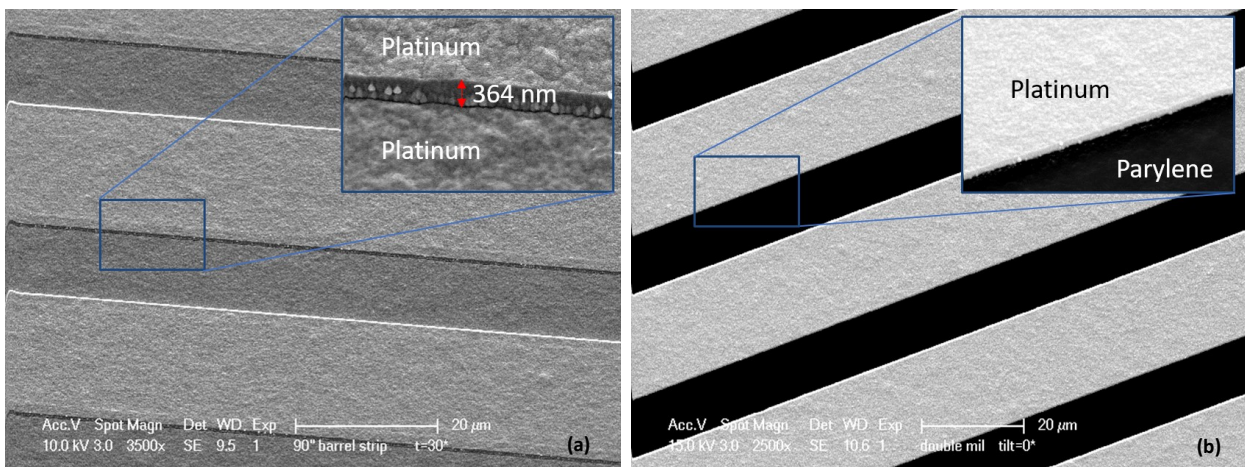 Platinum
364 nm
Platinum
Acc.V Spot Magn Det WD Exp 20 µm
10.0 kV 3.0 3500x SE 9.5 1 90" barrel strip t=30*
(a)
Platinum
Parylene
Acc.V Spot Magn Det WD Exp 20 µm
15.0 kV 3.0 2500x SE 10.6 1 double mil tilt=0*
(b)